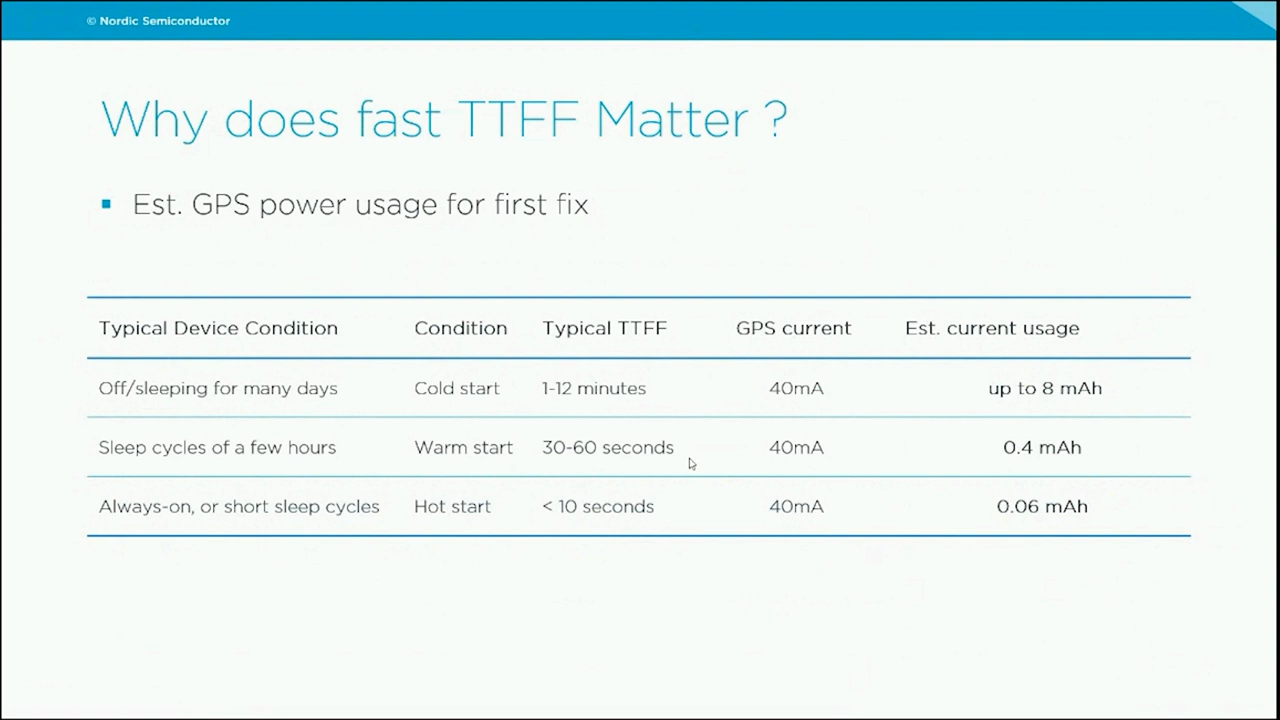 © Nordic Semiconductor
Why does fast TTFF Matter ?
Est. GPS power usage for first fix
Typical Device Condition Condition Typical TTFF GPS current Est. current usage
Off/sleeping for many days Cold start 1-12 minutes 40mA up to 8 mAh
Sleep cycles of a few hours Warm start 30-60 seconds 40mA 0.4 mAh
Always-on, or short sleep cycles Hot start < 10 seconds 40mA 0.06 mAh